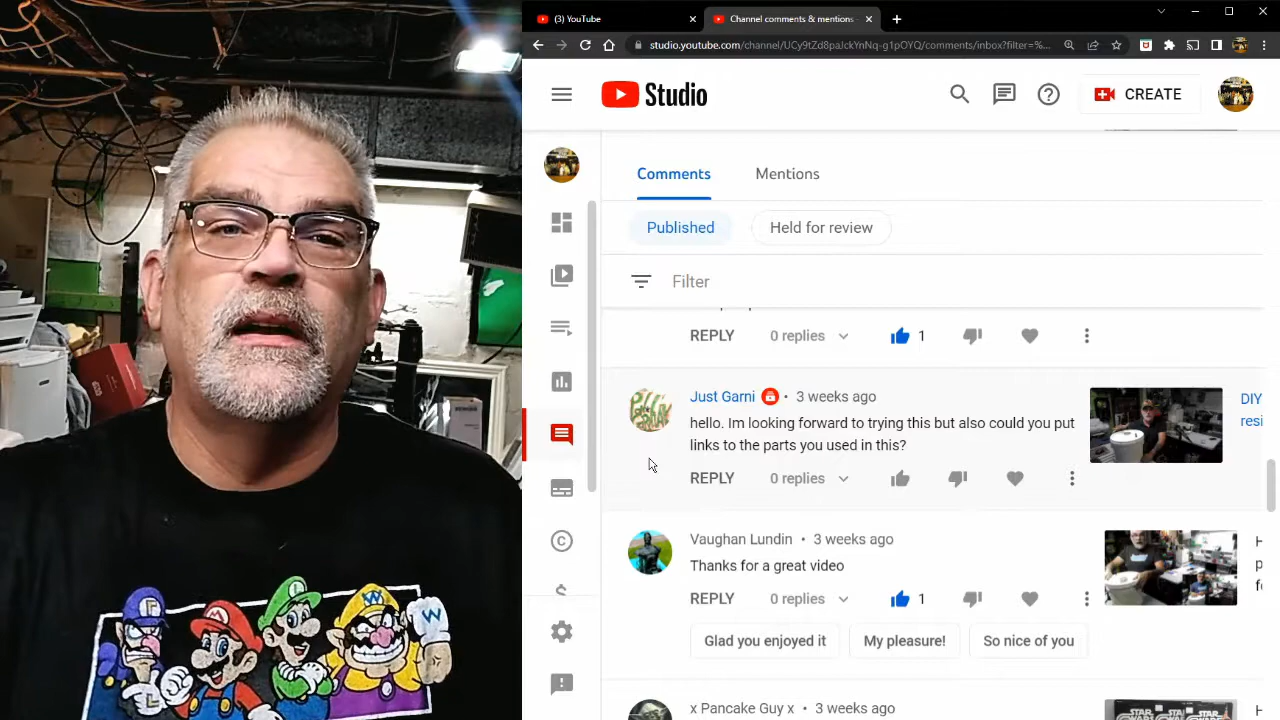 (3) YouTube
Channel comments & mentions
studio.youtube.com/channel/UCy9tZd8paJckYnNq-g1pOYQ/comments/inbox?filter=%...
Studio
CREATE
Comments
Mentions
Published
Held for review
Filter
REPLY
0 replies
1
Just Garni • 3 weeks ago
hello. Im looking forward to trying this but also could you put
links to the parts you used in this?
DIY
resi
REPLY
0 replies
Vaughan Lundin • 3 weeks ago
Thanks for a great video
H
p
fo
REPLY
0 replies
1
Glad you enjoyed it
My pleasure!
So nice of you
x Pancake Guy x • 3 weeks ago
H
W